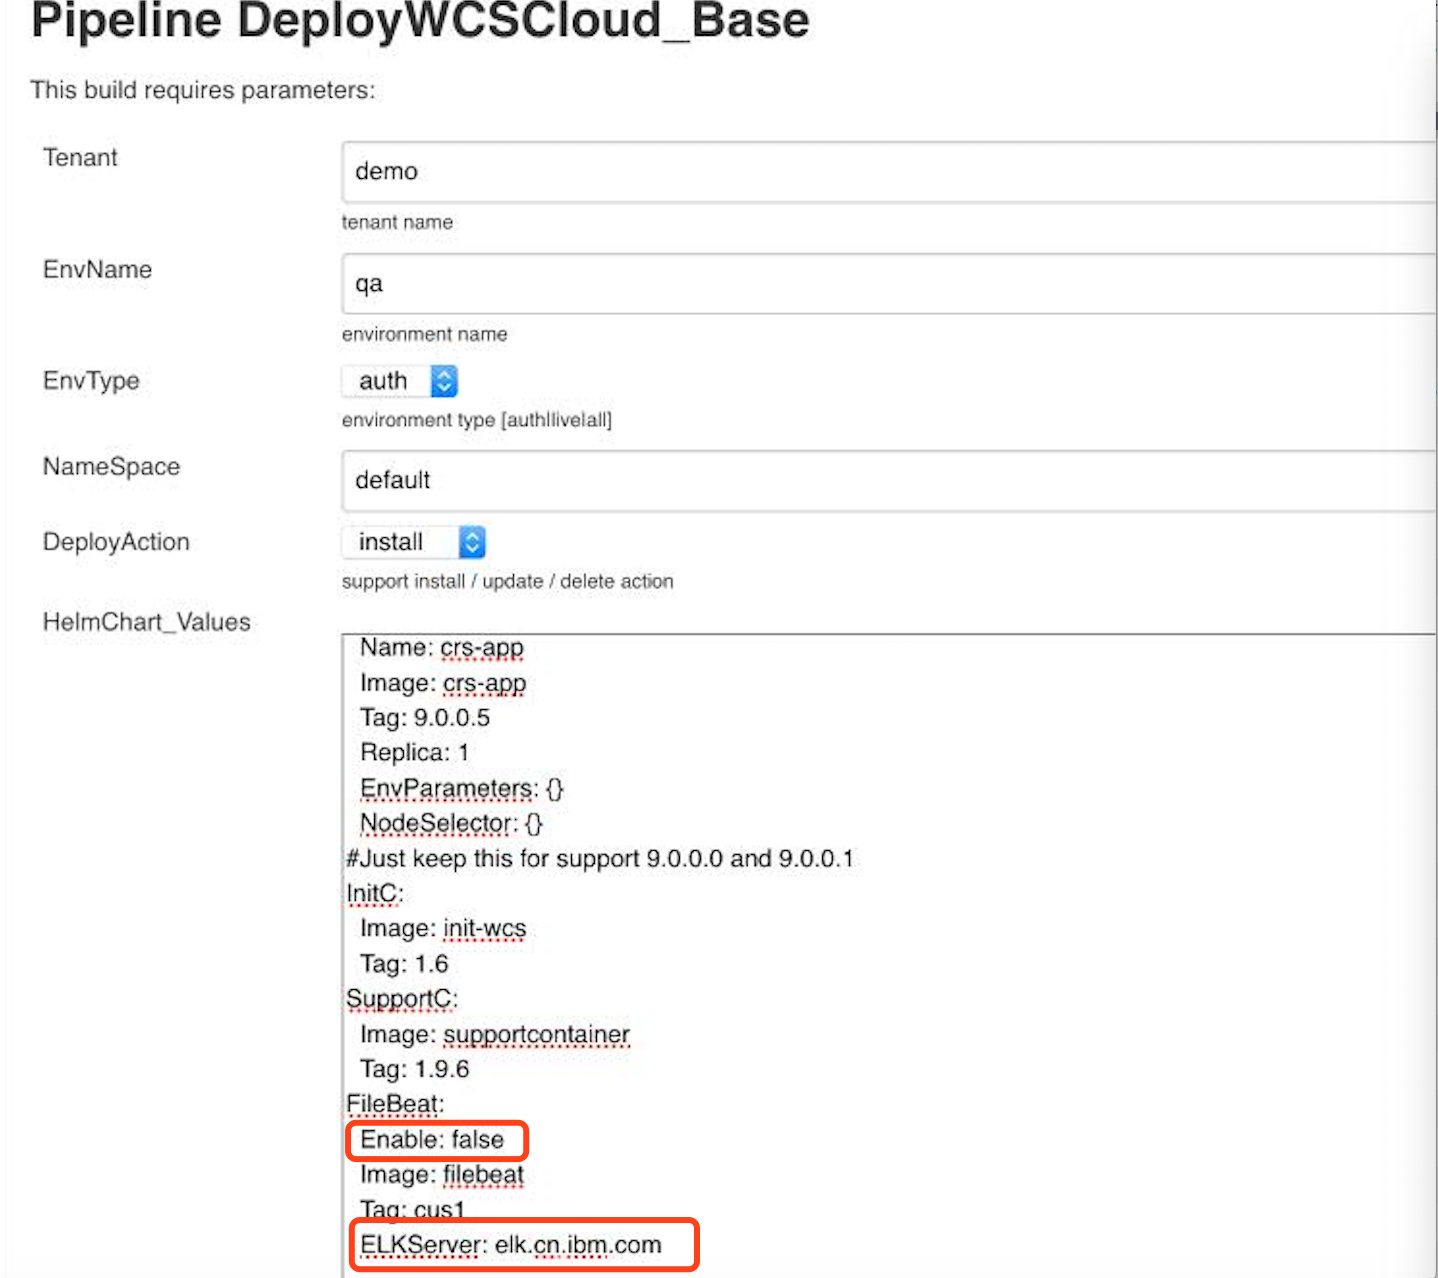 Pipeline DeployWCSCloud_Base
This build requires parameters:
Tenant
demo
tenant name
EnvName
qa
environment name
EnvType
auth
environment type [auth|live|all]
NameSpace
default
DeployAction
install
support install / update / delete action
HelmChart_Values
Name: crs-app
Image: crs-app
Tag: 9.0.0.5
Replica: 1
EnvParameters: {}
NodeSelector: {}
#Just keep this for support 9.0.0.0 and 9.0.0.1
InitC:
Image: init-wcs
Tag: 1.6
SupportC:
Image: supportcontainer
Tag: 1.9.6
FileBeat:
Enable: false
Image: filebeat
Tag: cus1
ELKServer: elk.cn.ibm.com